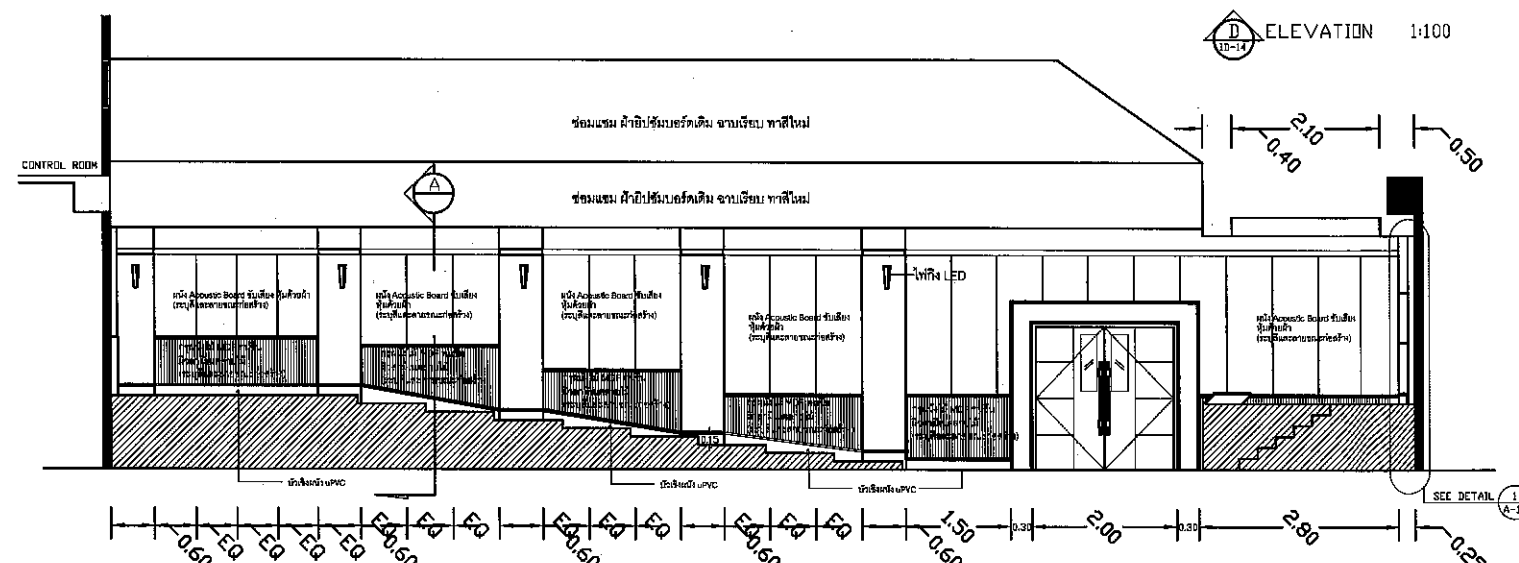 D ELEVATION 1:100
ID-14
ซ่อมแซม ฝ้ายิปซัมบอร์ดเดิม ฉาบเรียบ ทาสีใหม่
2.10
0.40
0.50
CONTROL ROOM
A
ซ่อมแซม ฝ้ายิปซัมบอร์ดเดิม ฉาบเรียบ ทาสีใหม่
ไฟกิ่ง LED
ผนัง Acoustic Board ซับเสียง หุ้มด้วยผ้า
(ระบุสีและลายขณะก่อสร้าง)
ผนัง Acoustic Board ซับเสียง
หุ้มด้วยผ้า
(ระบุสีและลายขณะก่อสร้าง)
ผนัง Acoustic Board ซับเสียง
หุ้มด้วยผ้า
(ระบุสีและลายขณะก่อสร้าง)
ผนัง Acoustic Board ซับเสียง
หุ้มด้วยผ้า
(ระบุสีและลายขณะก่อสร้าง)
ผนัง Acoustic Board ซับเสียง
หุ้มด้วยผ้า
(ระบุสีและลายขณะก่อสร้าง)
0.15
บัวเชิงผนัง uPVC
บัวเชิงผนัง uPVC
บัวเชิงผนัง uPVC
SEE DETAIL 1
0.60 EQ EQ EQ EQ 0.60 EQ EQ EQ 0.60 EQ EQ EQ 0.60 EQ EQ EQ 0.60 1.50 0.30 2.00 0.30 2.80